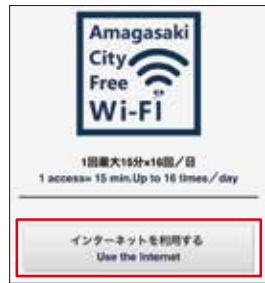 Amagasaki
City
Free
Wi-Fi
1回最大15分×16回／日
1 access= 15 min.Up to 16 times／day
インターネットを利用する
Use the Internet